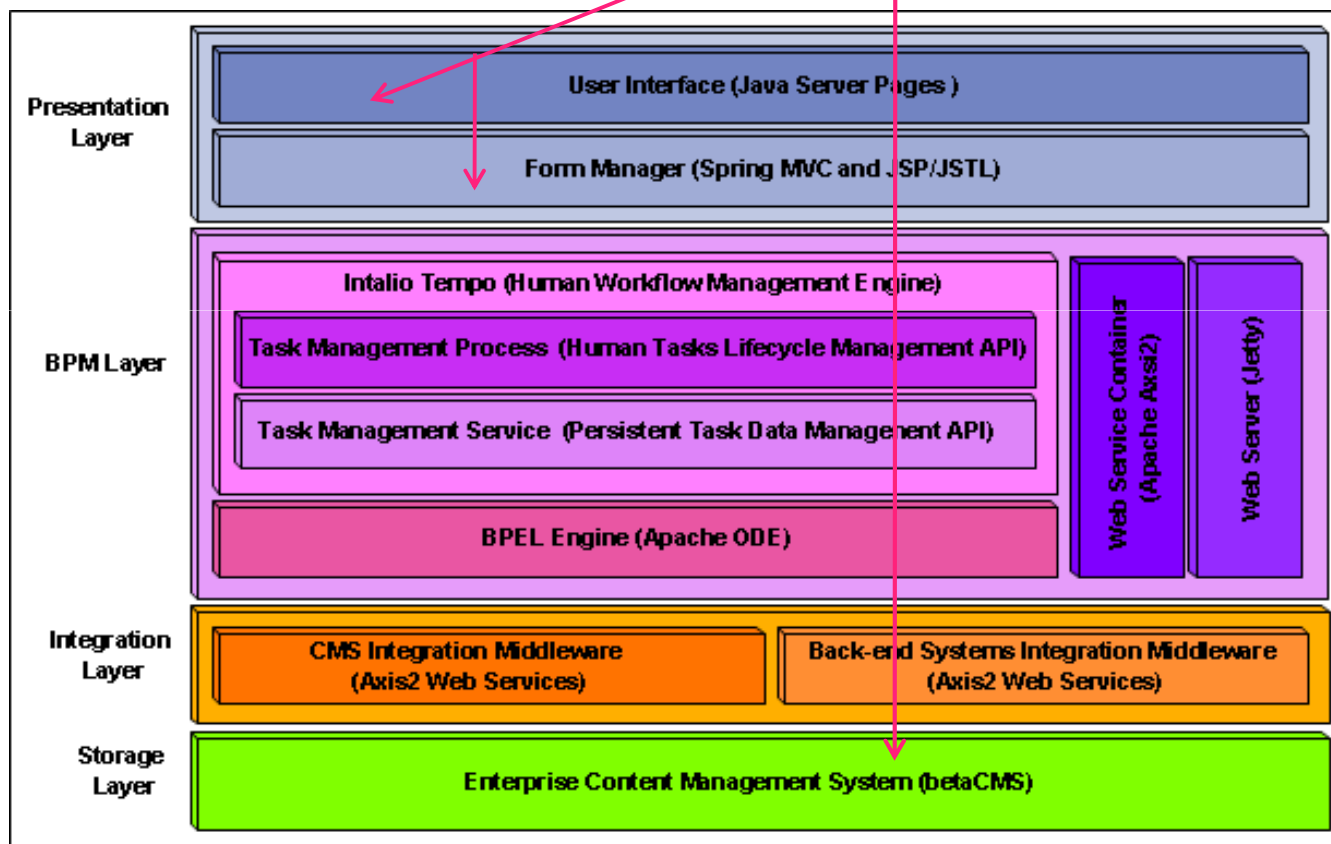 Presentation
Layer
User Interface (Java Server Pages )
Form Manager (Spring MVC and JSP/JSTL)
BPM Layer
Intalio Tempo (Human Workflow Management Engine)
Task Management Process (Human Tasks Lifecycle Management API)
Task Management Service (Persistent Task Data Management API)
BPEL Engine (Apache ODE)
Web Service Container
(Apache Axsi2)
Web Server (Jetty)
Integration
Layer
CMS Integration Middleware
(Axis2 Web Services)
Back-end Systems Integration Middleware
(Axis2 Web Services)
Storage
Layer
Enterprise Content Management System (betaCMS)